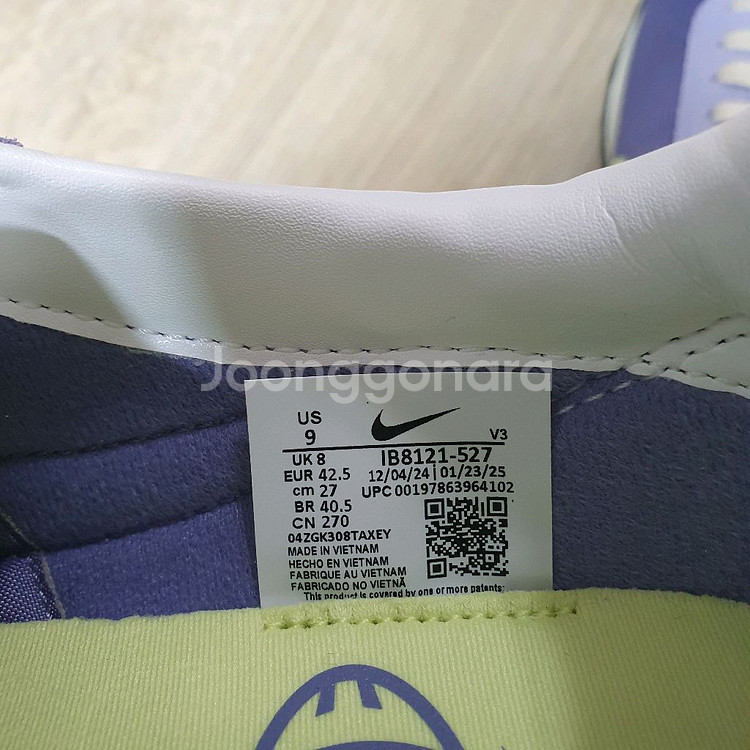 Joonggonara
US
9
V3
UK 8
IB8121-527
EUR 42.5
12/04/24 | 01/23/25
cm 27
UPC 00197863964102
BR 40.5
CN 270
04ZGK308TAXEY
MADE IN VIETNAM
HECHO EN VIETNAM
FABRIQUE AU VIETNAM
FABRICADO NO VIETNÃ
This product is covered by one or more patents: